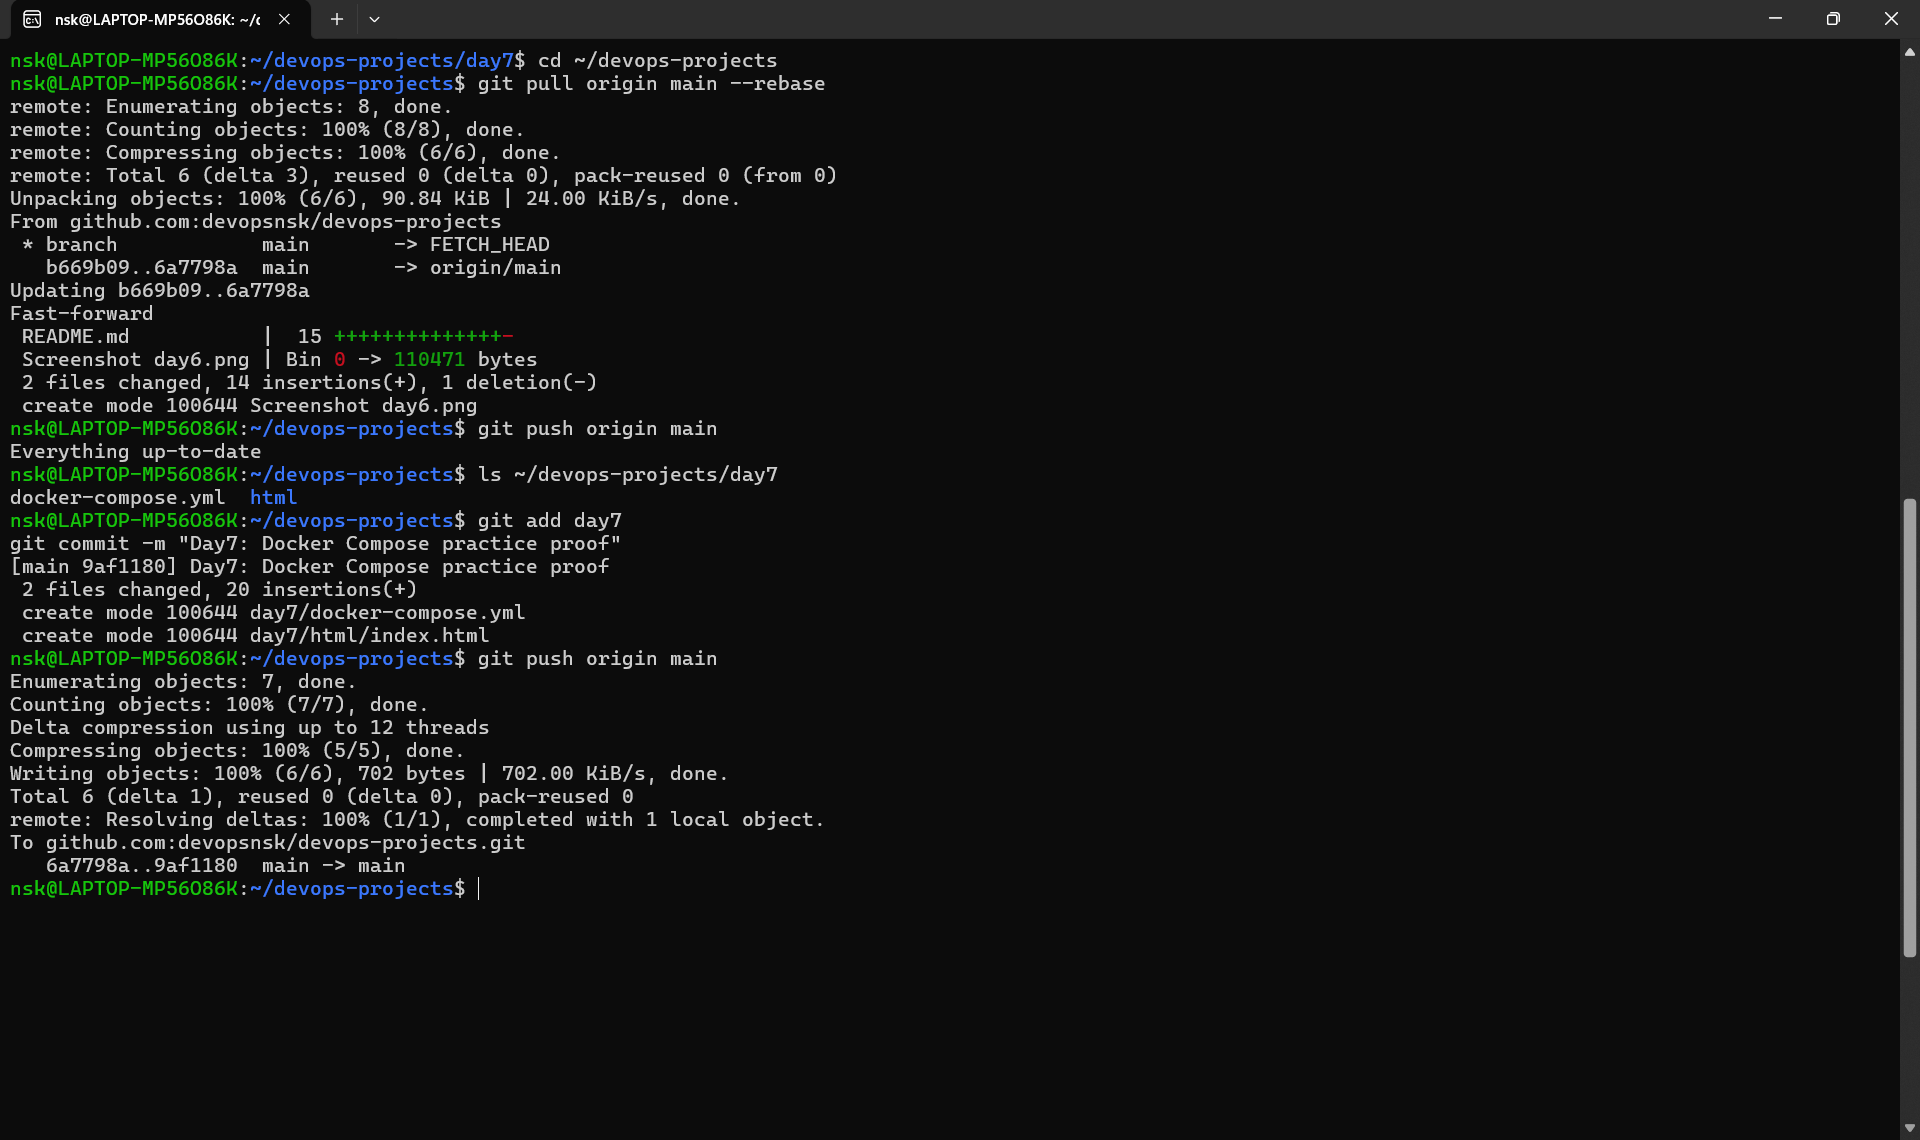 nsk@LAPTOP-MP56O86K: ~/c
nsk@LAPTOP-MP56O86K:~/devops-projects/day7$ cd ~/devops-projects
nsk@LAPTOP-MP56O86K:~/devops-projects$ git pull origin main --rebase
remote: Enumerating objects: 8, done.
remote: Counting objects: 100% (8/8), done.
remote: Compressing objects: 100% (6/6), done.
remote: Total 6 (delta 3), reused 0 (delta 0), pack-reused 0 (from 0)
Unpacking objects: 100% (6/6), 90.84 KiB | 24.00 KiB/s, done.
From github.com:devopsnsk/devops-projects
 * branch            main       -> FETCH_HEAD
   b669b09..6a7798a  main       -> origin/main
Updating b669b09..6a7798a
Fast-forward
 README.md           |  15 ++++++++++++++-
 Screenshot day6.png | Bin 0 -> 110471 bytes
 2 files changed, 14 insertions(+), 1 deletion(-)
 create mode 100644 Screenshot day6.png
nsk@LAPTOP-MP56O86K:~/devops-projects$ git push origin main
Everything up-to-date
nsk@LAPTOP-MP56O86K:~/devops-projects$ ls ~/devops-projects/day7
docker-compose.yml  html
nsk@LAPTOP-MP56O86K:~/devops-projects$ git add day7
git commit -m "Day7: Docker Compose practice proof"
[main 9af1180] Day7: Docker Compose practice proof
 2 files changed, 20 insertions(+)
 create mode 100644 day7/docker-compose.yml
 create mode 100644 day7/html/index.html
nsk@LAPTOP-MP56O86K:~/devops-projects$ git push origin main
Enumerating objects: 7, done.
Counting objects: 100% (7/7), done.
Delta compression using up to 12 threads
Compressing objects: 100% (5/5), done.
Writing objects: 100% (6/6), 702 bytes | 702.00 KiB/s, done.
Total 6 (delta 1), reused 0 (delta 0), pack-reused 0
remote: Resolving deltas: 100% (1/1), completed with 1 local object.
To github.com:devopsnsk/devops-projects.git
   6a7798a..9af1180  main -> main
nsk@LAPTOP-MP56O86K:~/devops-projects$